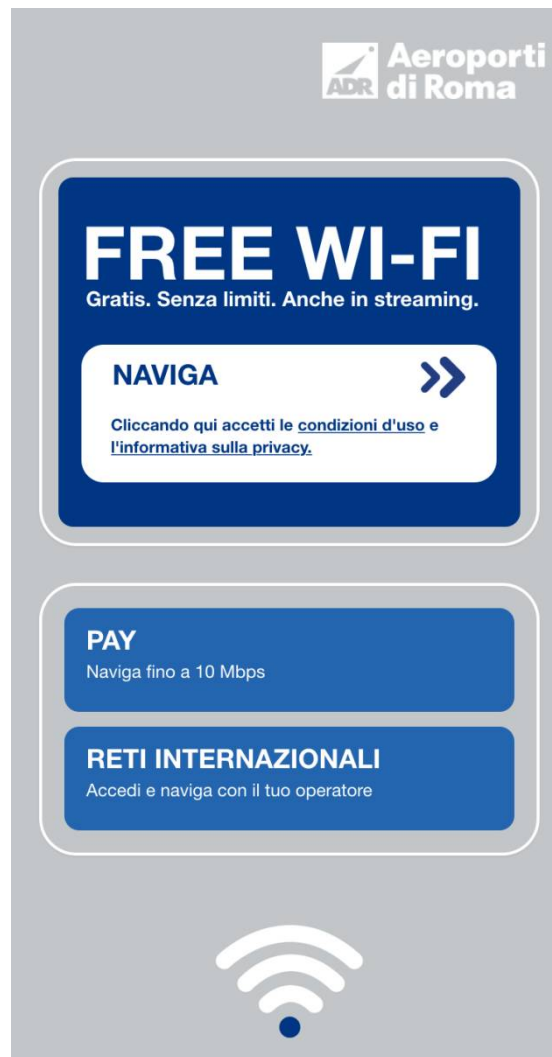 ADR
Aeroporti
di Roma
FREE WI-FI
Gratis. Senza limiti. Anche in streaming.
NAVIGA
Cliccando qui accetti le condizioni d'uso e
l'informativa sulla privacy.
PAY
Naviga fino a 10 Mbps
RETI INTERNAZIONALI
Accedi e naviga con il tuo operatore